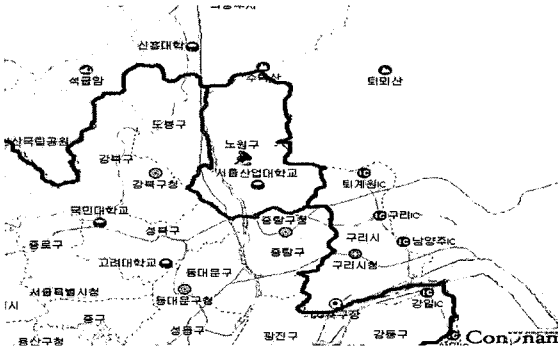 신흥대학
석굴암
수락산
퇴뫼산
도봉구
노원구
산국립공원
강북구
강북구청
서울산업대학교
퇴계원IC
국민대학교
성북구
중랑구청
구리IC
중랑구
구리시
남양주IC
종로구
고려대학교
구리시청
동대문구
서울특별시청
동대문구청
강일IC
중구
성동구
광진구
강동구
용산구청